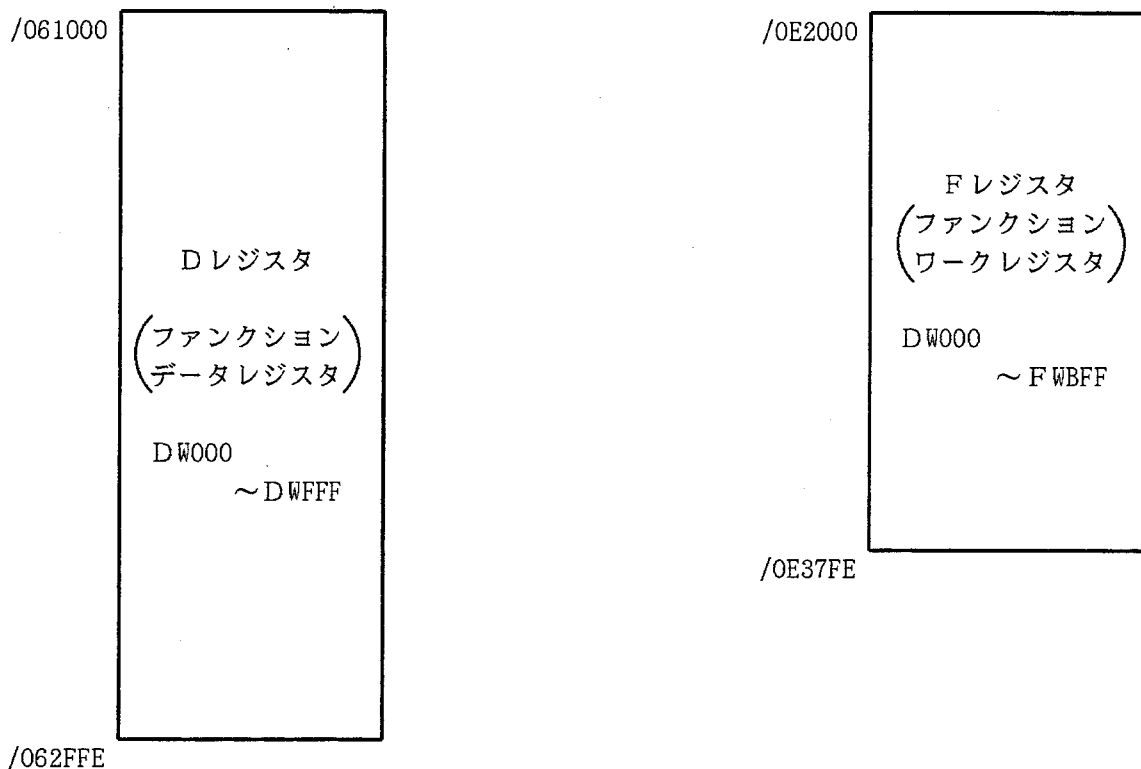 /061000
Dレジスタ
(ファンクション
データレジスタ)
DW000
～DWFFF
/062FFE
/0E2000
Fレジスタ
(ファンクション
ワークレジスタ)
DW000
～FWBFF
/0E37FE